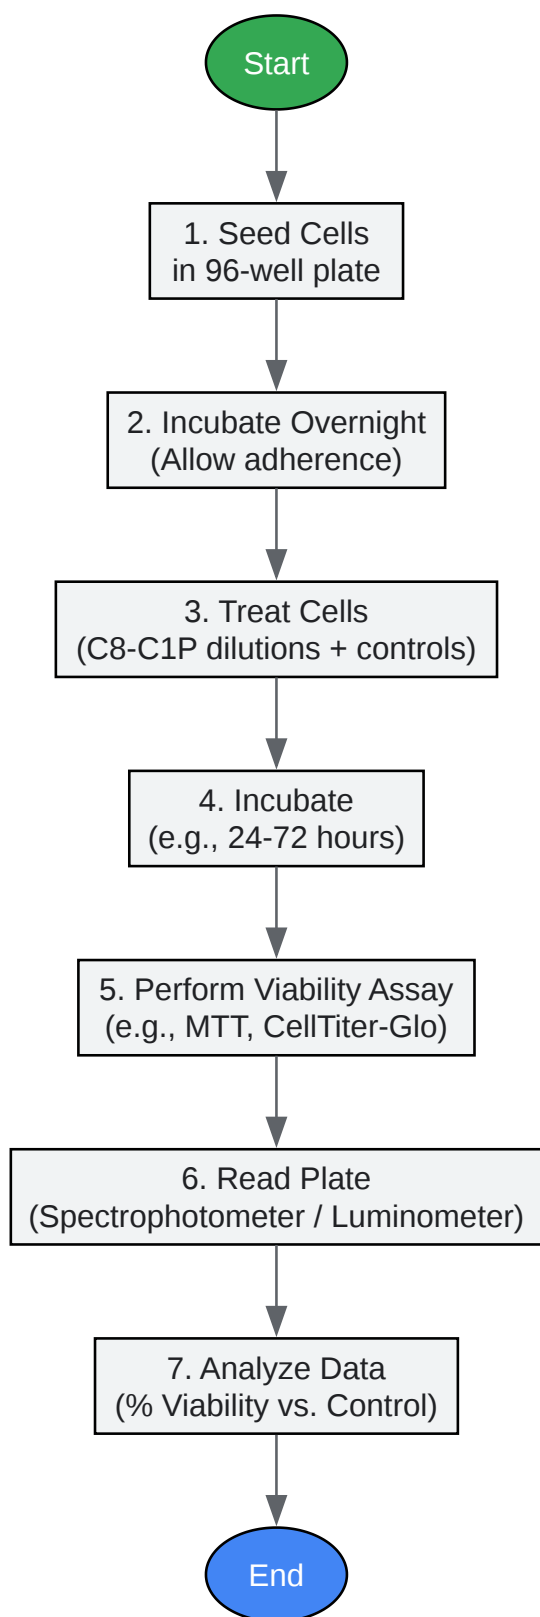 Start
1. Seed Cells
in 96-well plate
2. Incubate Overnight
(Allow adherence)
3. Treat Cells
(C8-C1P dilutions + controls)
4. Incubate
(e.g., 24-72 hours)
5. Perform Viability Assay
(e.g., MTT, CellTiter-Glo)
6. Read Plate
(Spectrophotometer / Luminometer)
7. Analyze Data
(% Viability vs. Control)
End